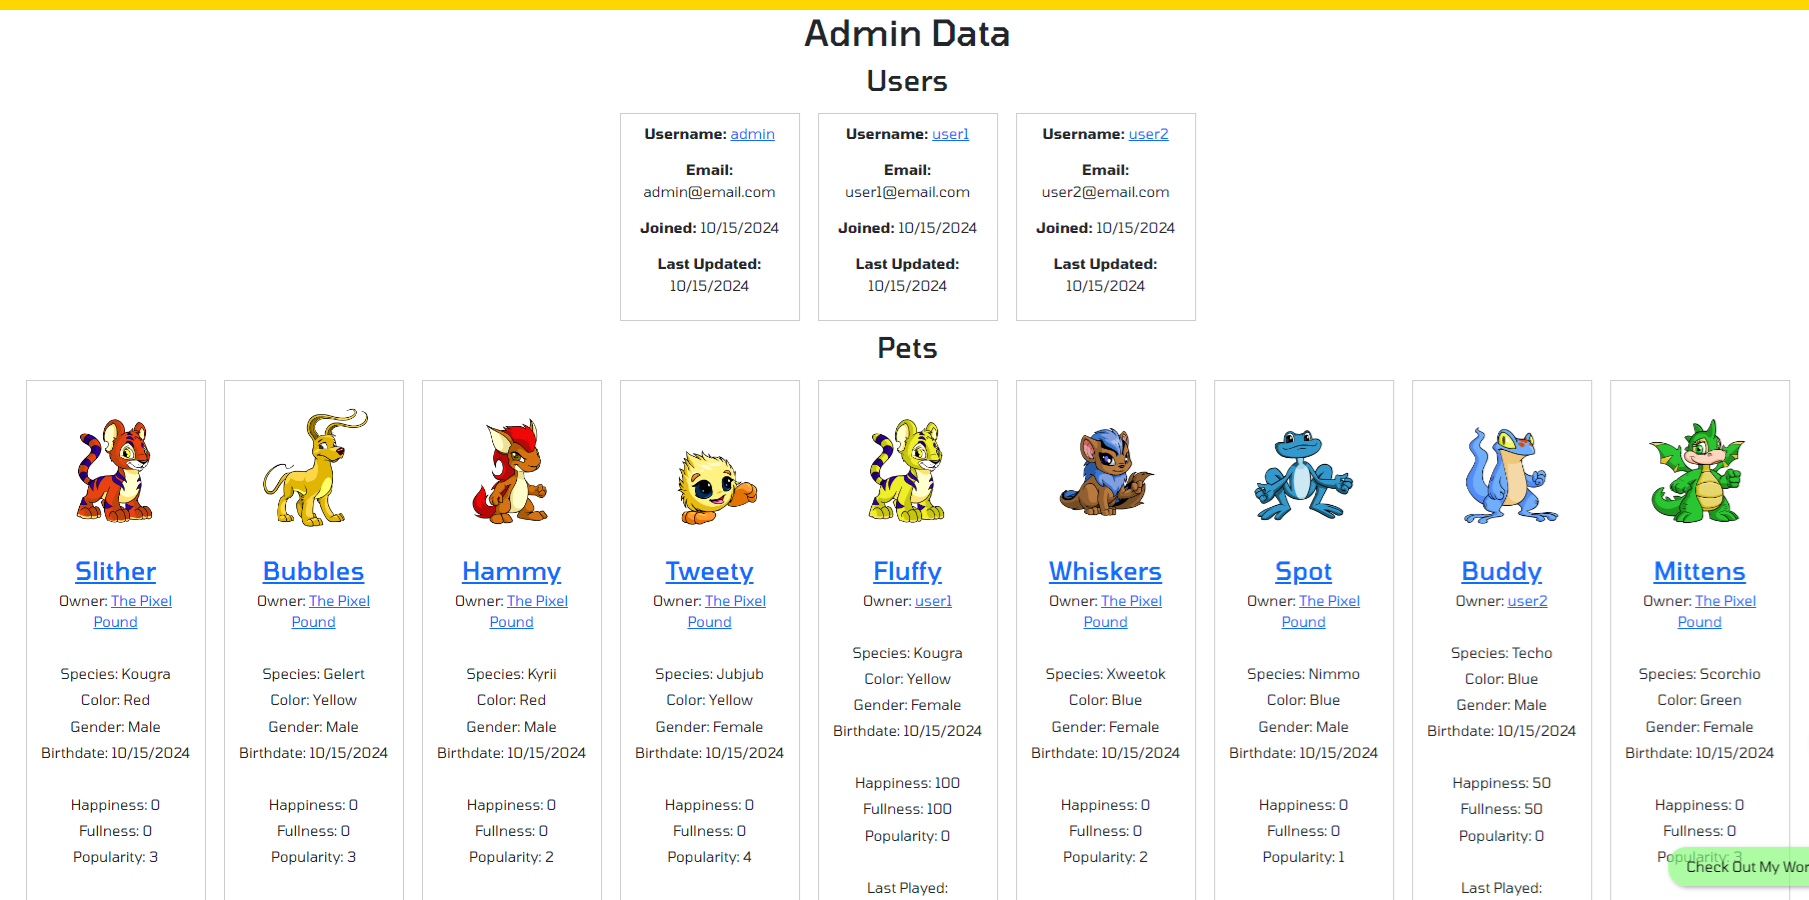 Admin Data
Users
Username: admin
Email:
admin@email.com
Joined: 10/15/2024
Last Updated:
10/15/2024
Username: user1
Email:
user1@email.com
Joined: 10/15/2024
Last Updated:
10/15/2024
Username: user2
Email:
user2@email.com
Joined: 10/15/2024
Last Updated:
10/15/2024
Pets
Slither
Owner: The Pixel
Pound
Species: Kougra
Color: Red
Gender: Male
Birthdate: 10/15/2024
Happiness: 0
Fullness: 0
Popularity: 3
Bubbles
Owner: The Pixel
Pound
Species: Gelert
Color: Yellow
Gender: Male
Birthdate: 10/15/2024
Happiness: 0
Fullness: 0
Popularity: 3
Hammy
Owner: The Pixel
Pound
Species: Kyrii
Color: Red
Gender: Male
Birthdate: 10/15/2024
Happiness: 0
Fullness: 0
Popularity: 2
Tweety
Owner: The Pixel
Pound
Species: Jubjub
Color: Yellow
Gender: Female
Birthdate: 10/15/2024
Happiness: 0
Fullness: 0
Popularity: 4
Fluffy
Owner: user1
Species: Kougra
Color: Yellow
Gender: Female
Birthdate: 10/15/2024
Happiness: 100
Fullness: 100
Popularity: 0
Last Played:
Whiskers
Owner: The Pixel
Pound
Species: Xweetok
Color: Blue
Gender: Female
Birthdate: 10/15/2024
Happiness: 0
Fullness: 0
Popularity: 2
Spot
Owner: The Pixel
Pound
Species: Nimmo
Color: Blue
Gender: Male
Birthdate: 10/15/2024
Happiness: 0
Fullness: 0
Popularity: 1
Buddy
Owner: user2
Species: Techo
Color: Blue
Gender: Male
Birthdate: 10/15/2024
Happiness: 50
Fullness: 50
Popularity: 0
Last Played:
Mittens
Owner: The Pixel
Pound
Species: Scorchio
Color: Green
Gender: Female
Birthdate: 10/15/2024
Happiness: 0
Fullness: 0
Popularity: 3
Check Out My Wor